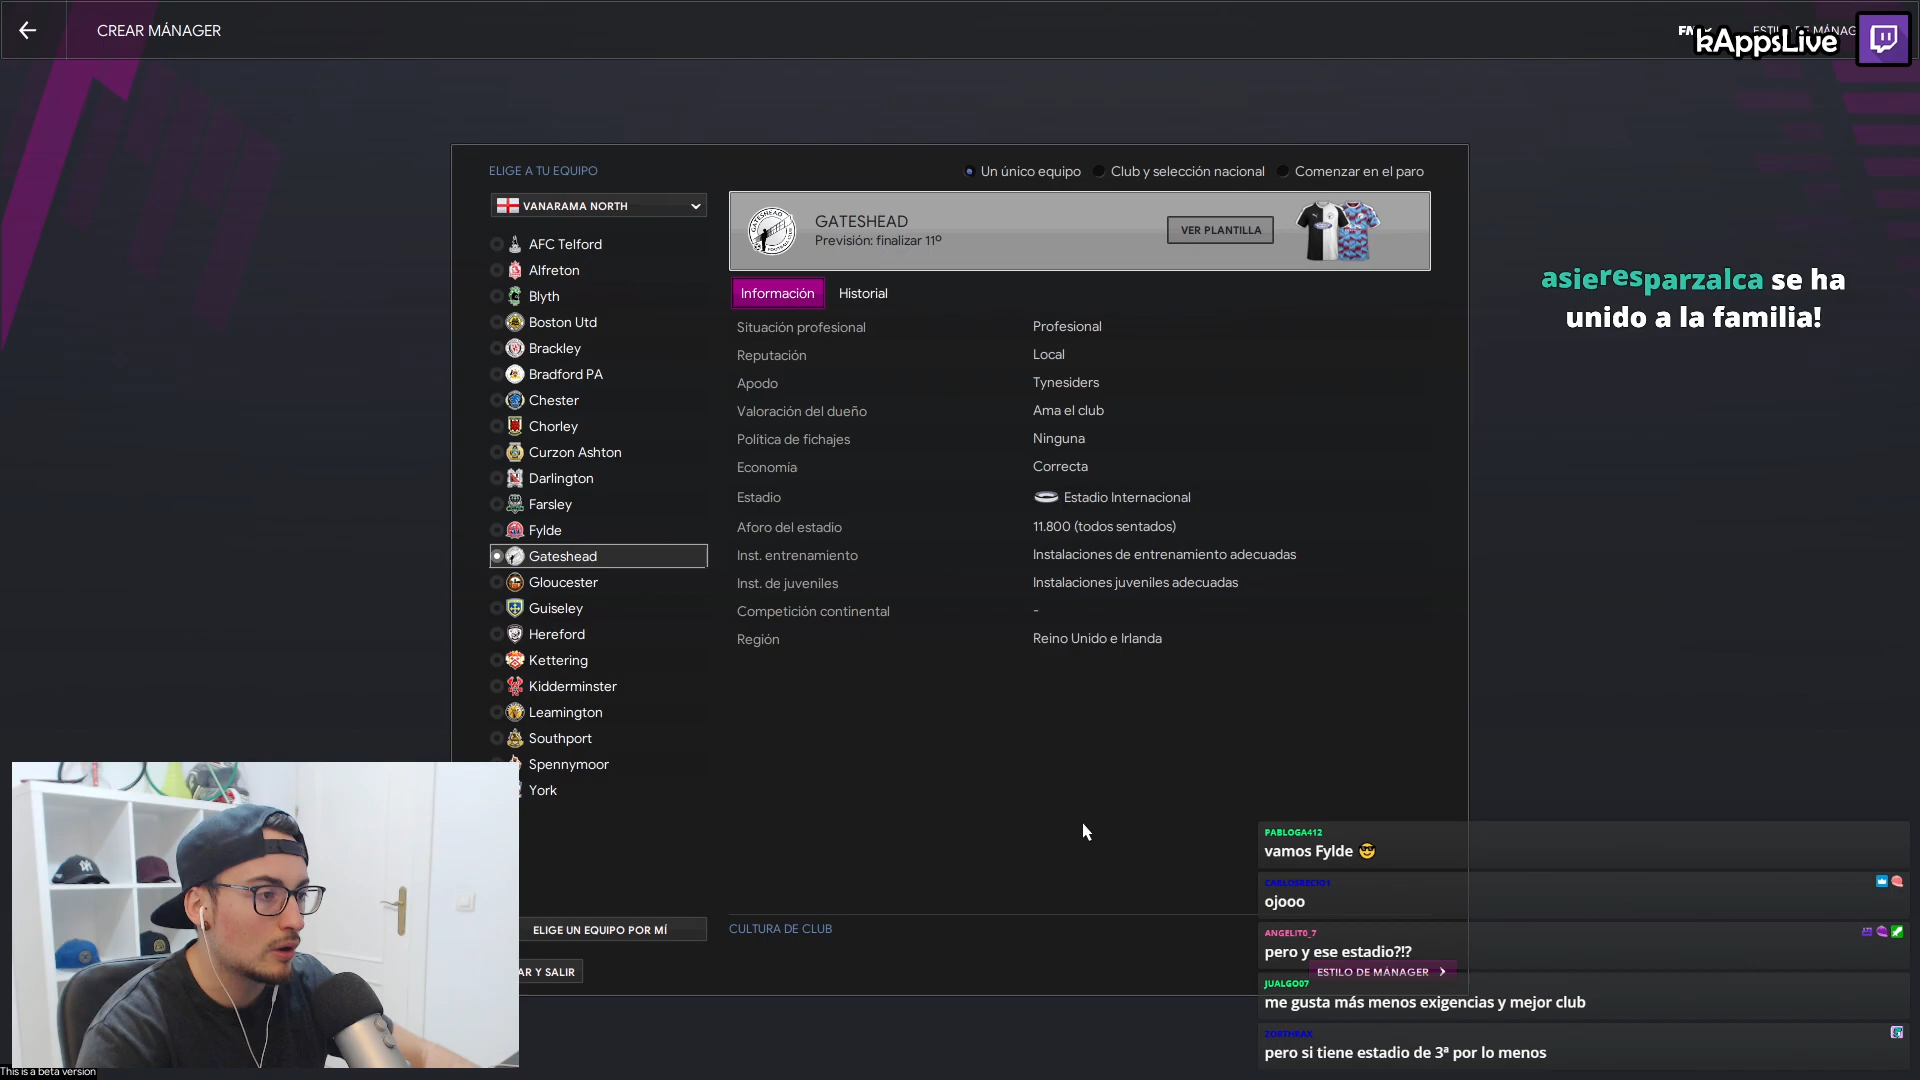 CREAR MÁNAGER
kAppsLive
ELIGE A TU EQUIPO
Un único equipo
Club y selección nacional
Comenzar en el paro
VANARAMA NORTH
GATESHEAD
Previsión: finalizar 11º
VER PLANTILLA
Información
Historial
AFC Telford
Alfreton
Blyth
Boston Utd
Brackley
Bradford PA
Chester
Chorley
Curzon Ashton
Darlington
Farsley
Fylde
Gateshead
Gloucester
Guiseley
Hereford
Kettering
Kidderminster
Leamington
Southport
Spennymoor
York
Situación profesional Profesional
Reputación Local
Apodo Tynesiders
Valoración del dueño Ama el club
Política de fichajes Ninguna
Economía Correcta
Estadio Estadio Internacional
Aforo del estadio 11.800 (todos sentados)
Inst. entrenamiento Instalaciones de entrenamiento adecuadas
Inst. de juveniles Instalaciones juveniles adecuadas
Competición continental -
Región Reino Unido e Irlanda
asieresparzalca se ha
unido a la familia!
ELIGE UN EQUIPO POR MÍ
CULTURA DE CLUB
AR Y SALIR
ESTILO DE MÁNAGER
PABLOGA412
vamos Fylde 😎
CARLOSRECIO1
ojooo
ANGELIT0_7
pero y ese estadio?!?
JUALGO07
me gusta más menos exigencias y mejor club
ZORTHRAX
pero si tiene estadio de 3ª por lo menos
This is a beta version